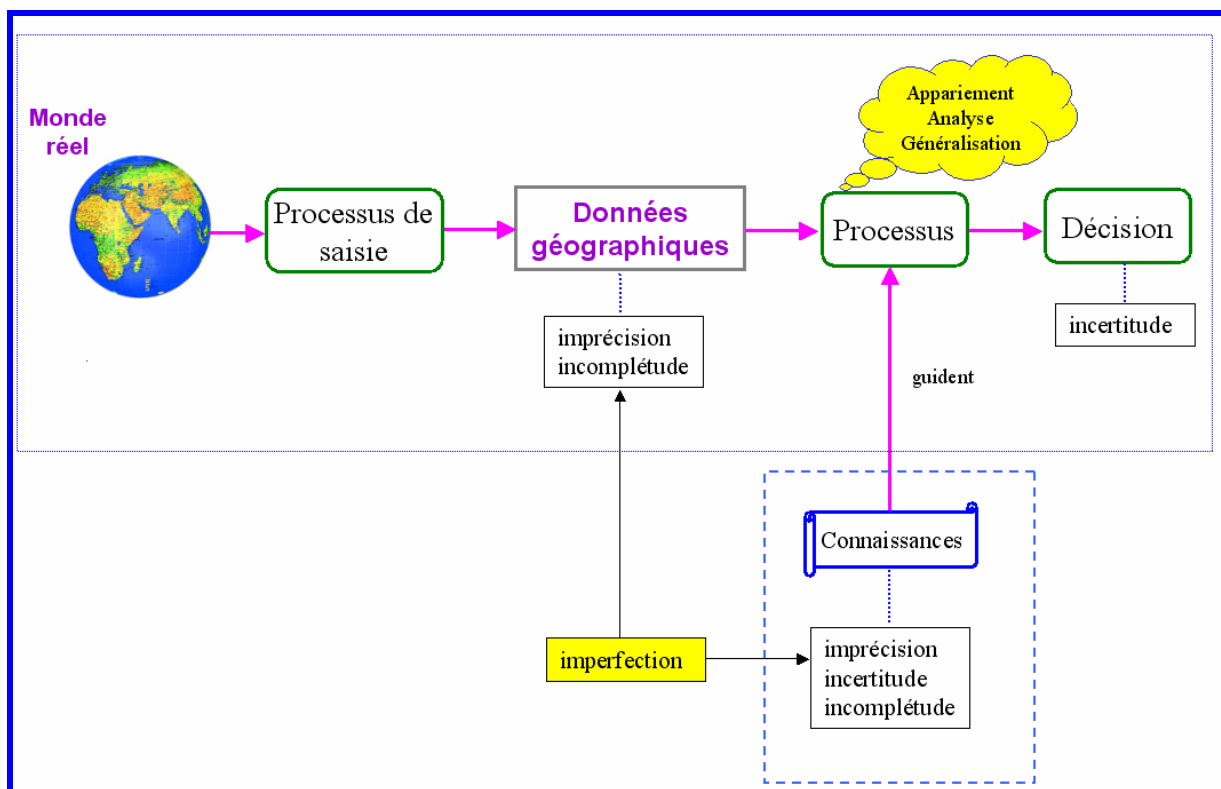 Monde
réel
Processus de
saisie
Données
géographiques
Appariement
Analyse
Généralisation
Processus
Décision
imprécision
incomplétude
incertitude
guident
Connaissances
imperfection
imprécision
incertitude
incomplétude